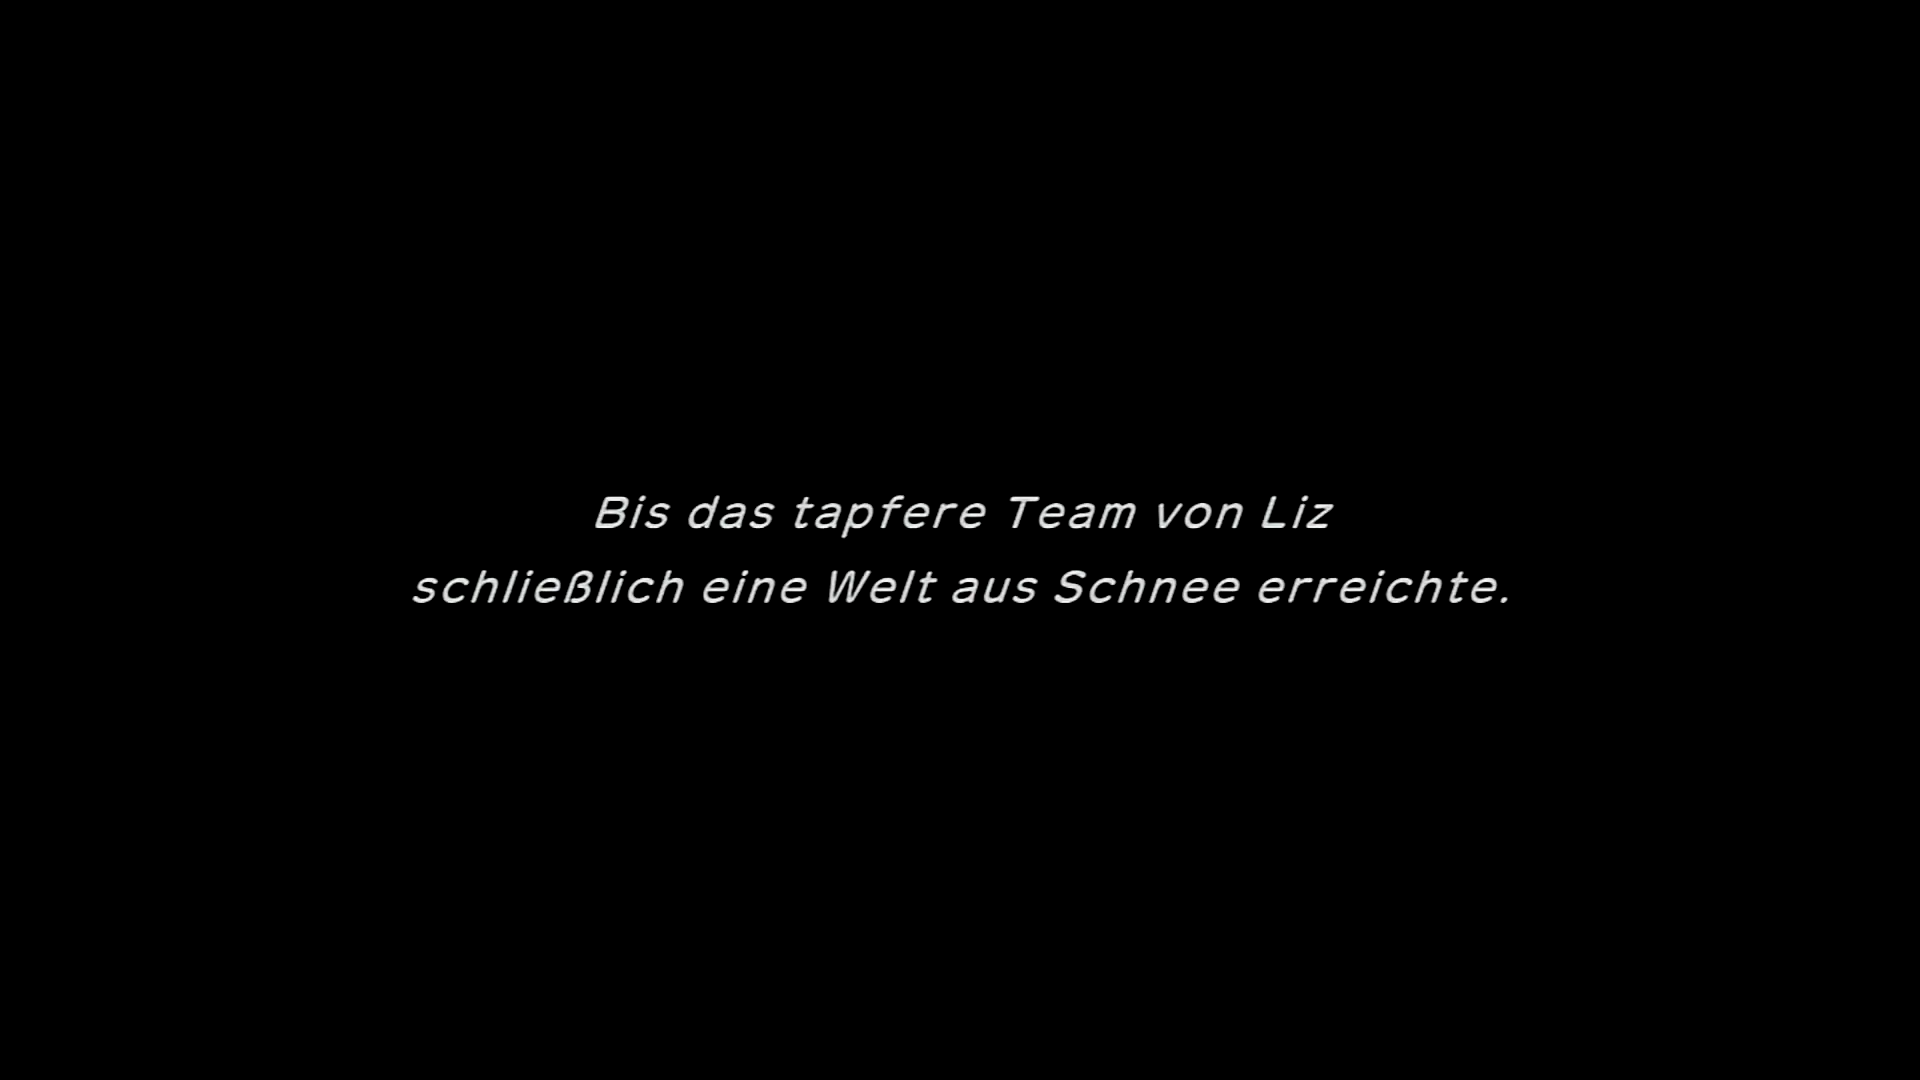 Bis das tapfere Team von Liz
schließlich eine Welt aus Schnee erreichte.